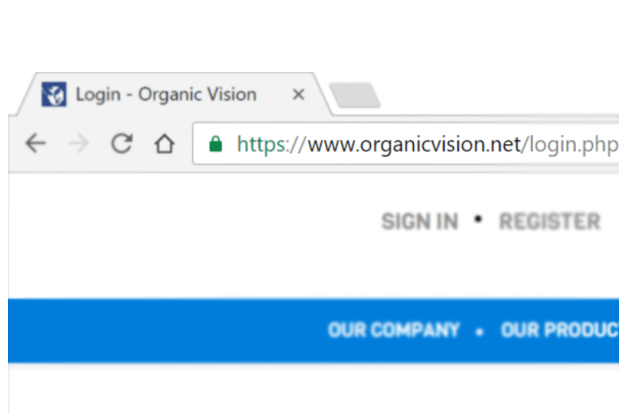 Login - Organic Vision
https://www.organicvision.net/login.php
SIGN IN • REGISTER
OUR COMPANY • OUR PRODUC